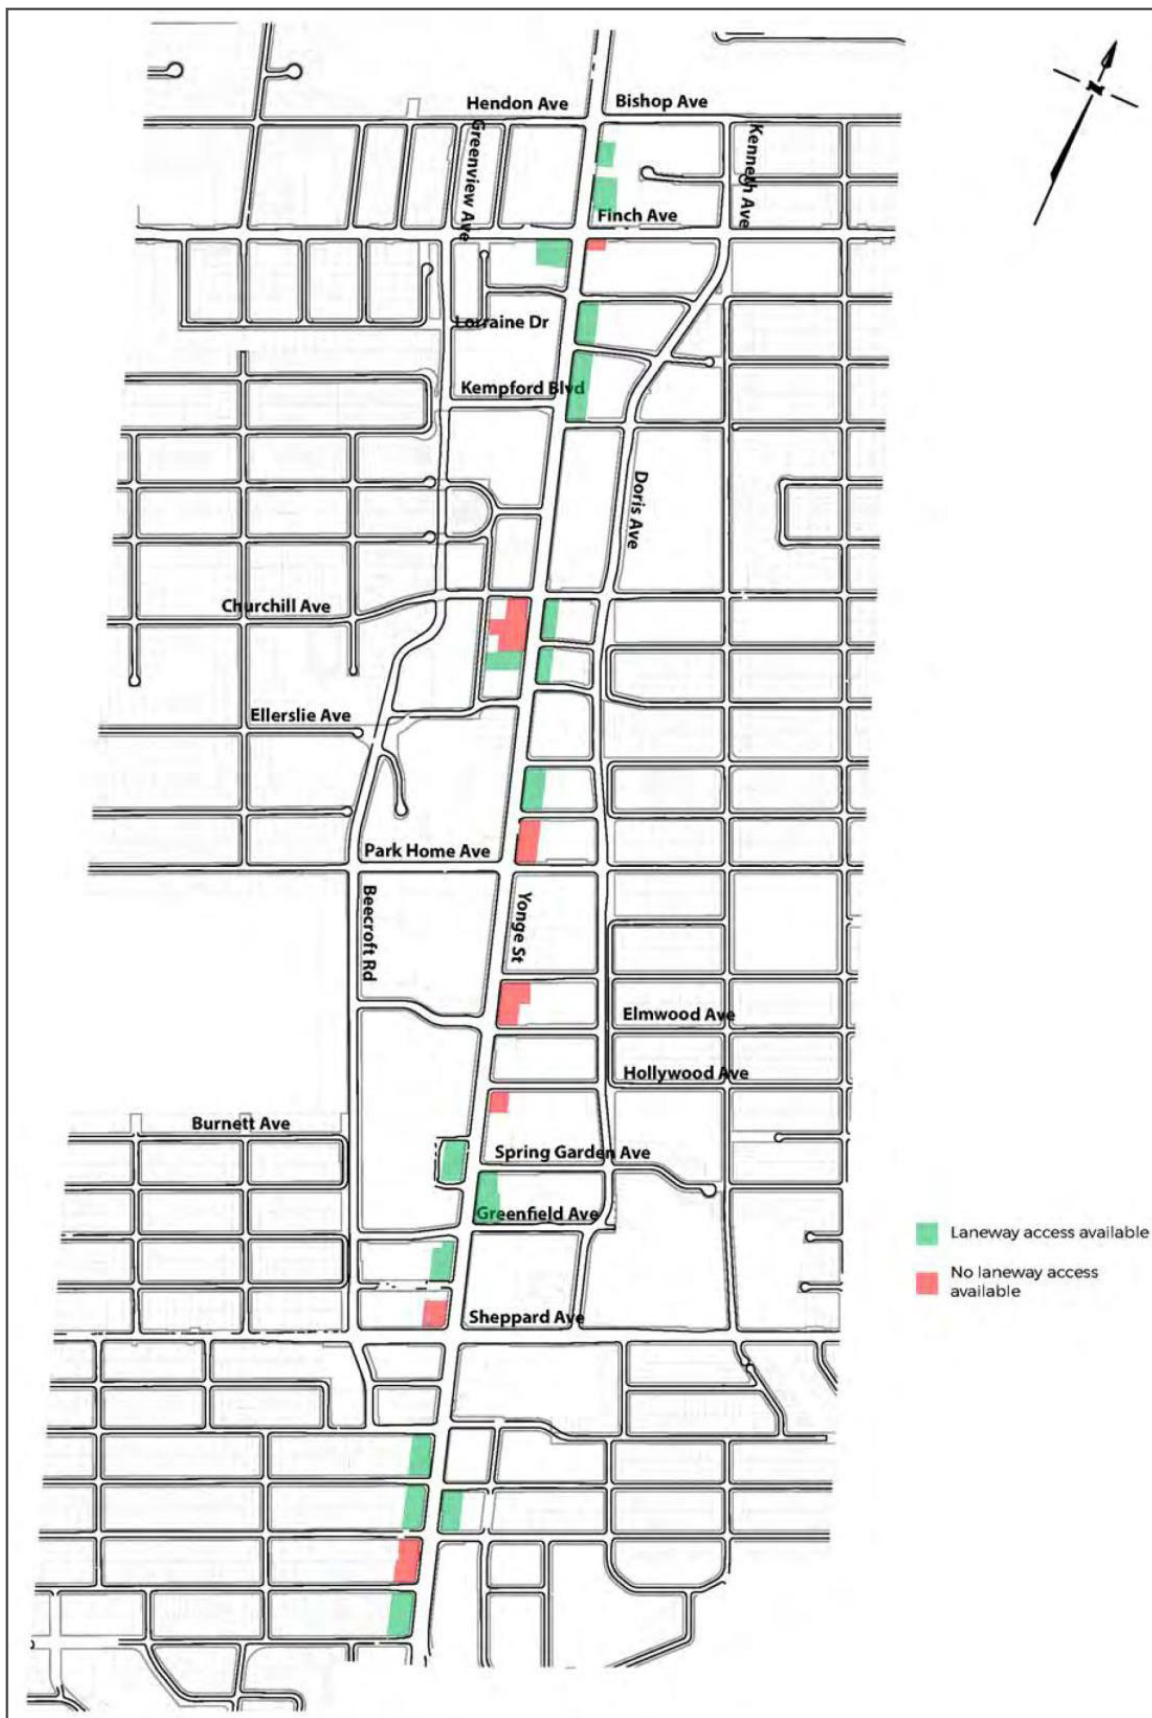 Hendon Ave
Bishop Ave
Greenview Ave
Kenneth Ave
N
Finch Ave
Lorraine Dr
Kempford Blvd
Doris Ave
Churchill Ave
Ellerslie Ave
Park Home Ave
Beecroft Rd
Yonge St
Elmwood Ave
Hollywood Ave
Burnett Ave
Spring Garden Ave
Greenfield Ave
Laneway access available
No laneway access
available
Sheppard Ave